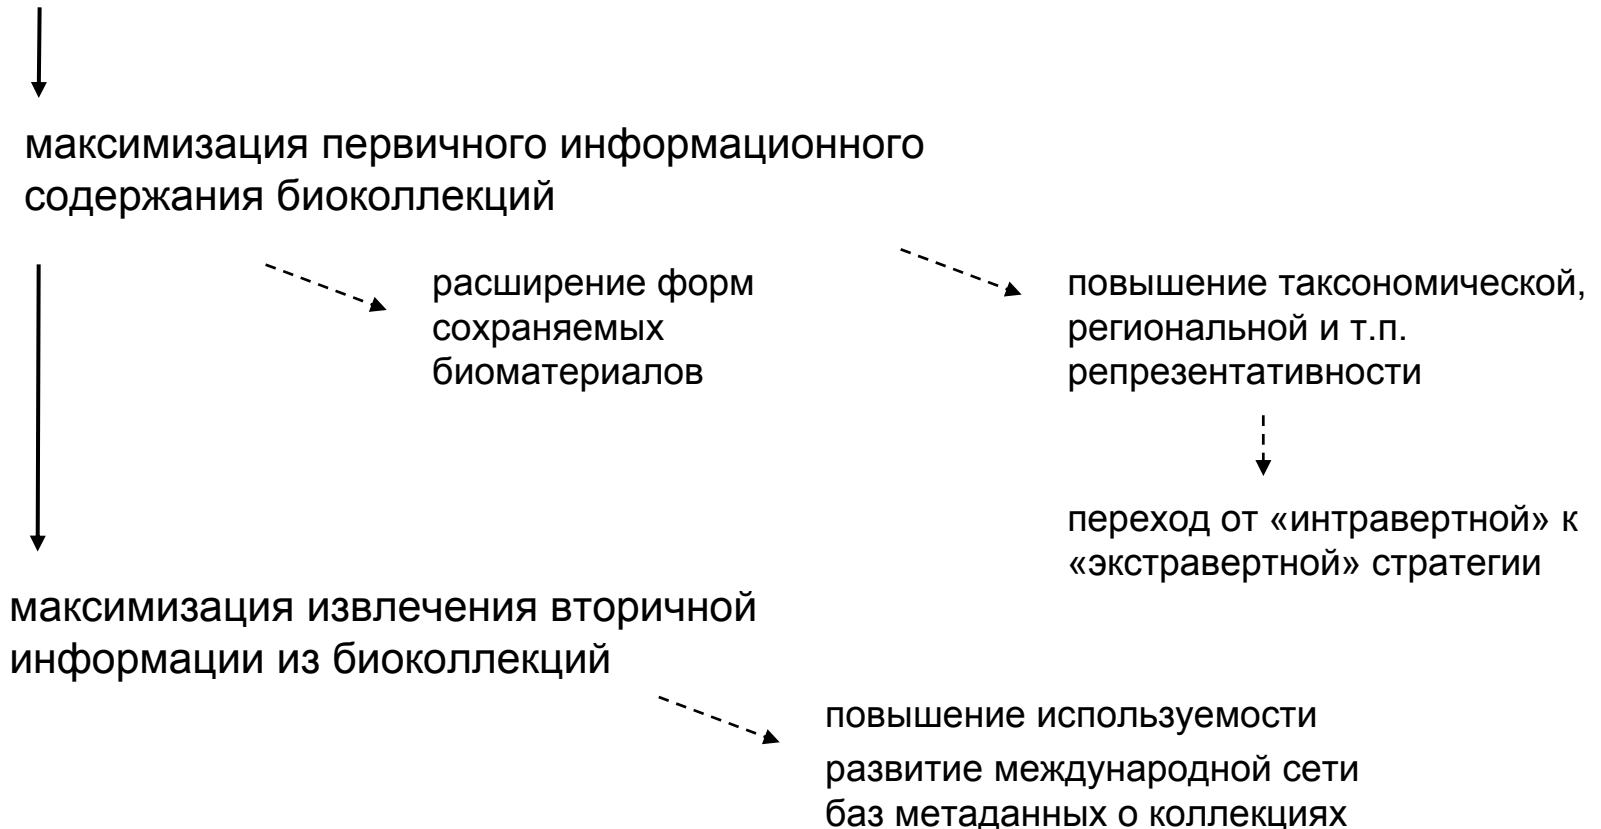 максимизация первичного информационного
содержания биоколлекций
расширение форм
сохраняемых
биоматериалов
повышение таксономической,
региональной и т.п.
репрезентативности
переход от «интравертной» к
«экстравертной» стратегии
максимизация извлечения вторичной
информации из биоколлекций
повышение используемости
развитие международной сети
баз метаданных о коллекциях